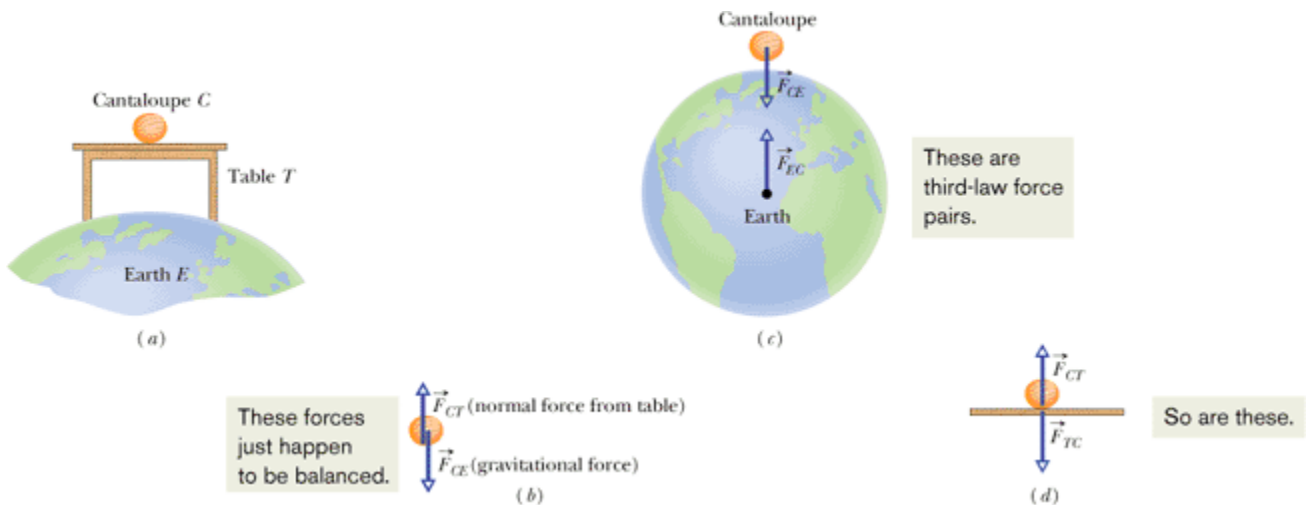 Cantaloupe C
Table T
Earth E
(a)
Cantaloupe
F⃗CE
F⃗EC
Earth
(c)
These are
third-law force
pairs.
These forces
just happen
to be balanced.
F⃗CT (normal force from table)
F⃗CE (gravitational force)
(b)
F⃗CT
F⃗TC
(d)
So are these.